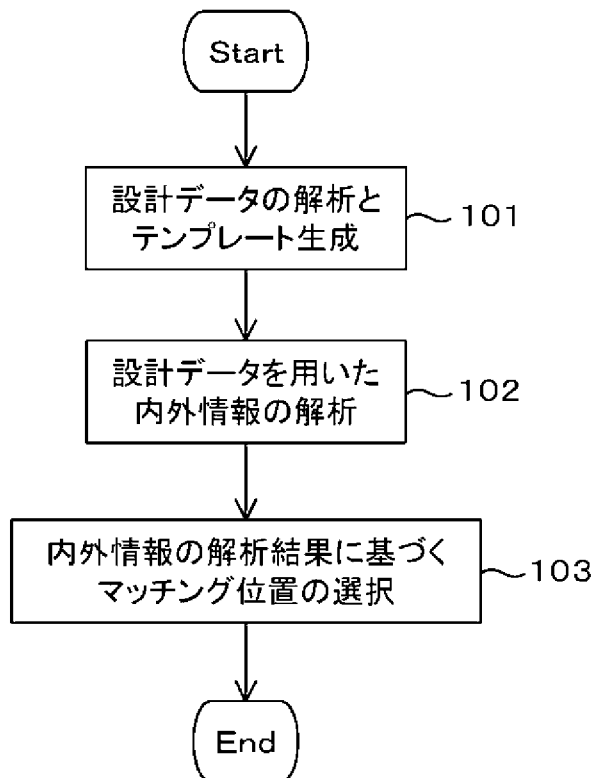 Start
設計データの解析と
テンプレート生成
101
設計データを用いた
内外情報の解析
102
内外情報の解析結果に基づく
マッチング位置の選択
103
End